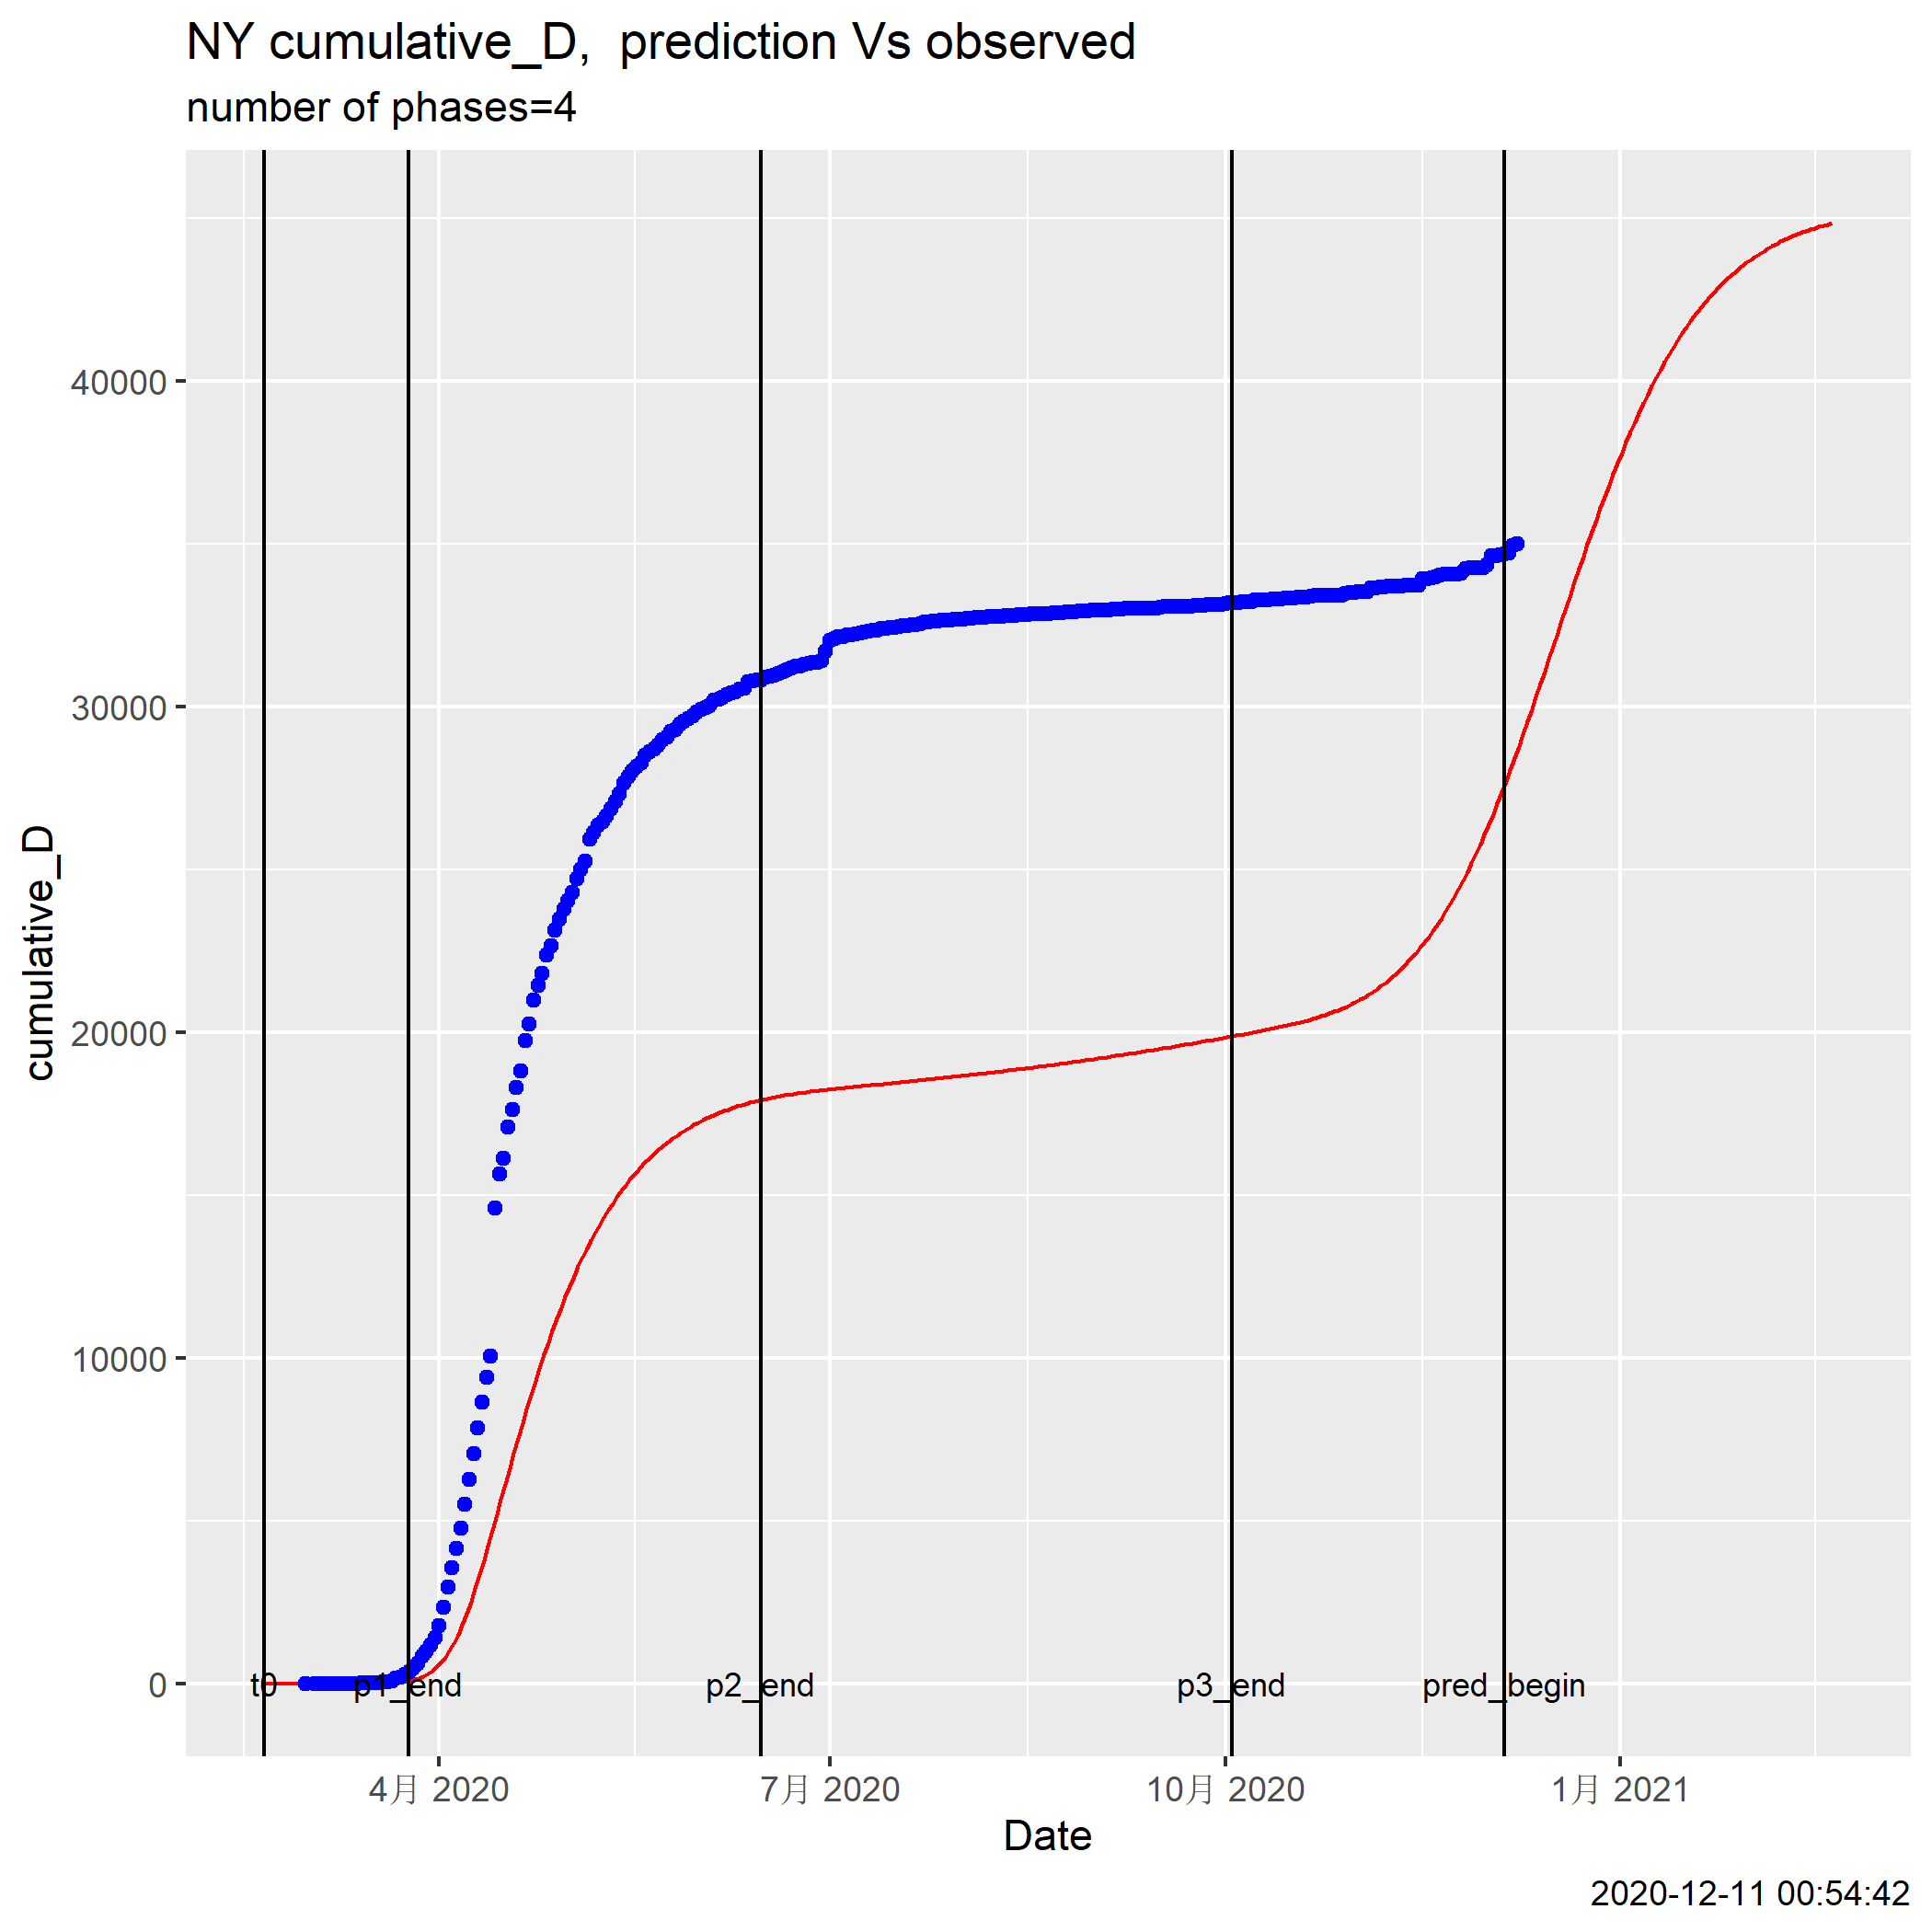 NY cumulative_D,  prediction Vs observed
number of phases=4
cumulative_D
40000
30000
20000
10000
0
t0 p1_end p2_end p3_end pred_begin
4月 2020 7月 2020 10月 2020 1月 2021
Date
2020-12-11 00:54:42